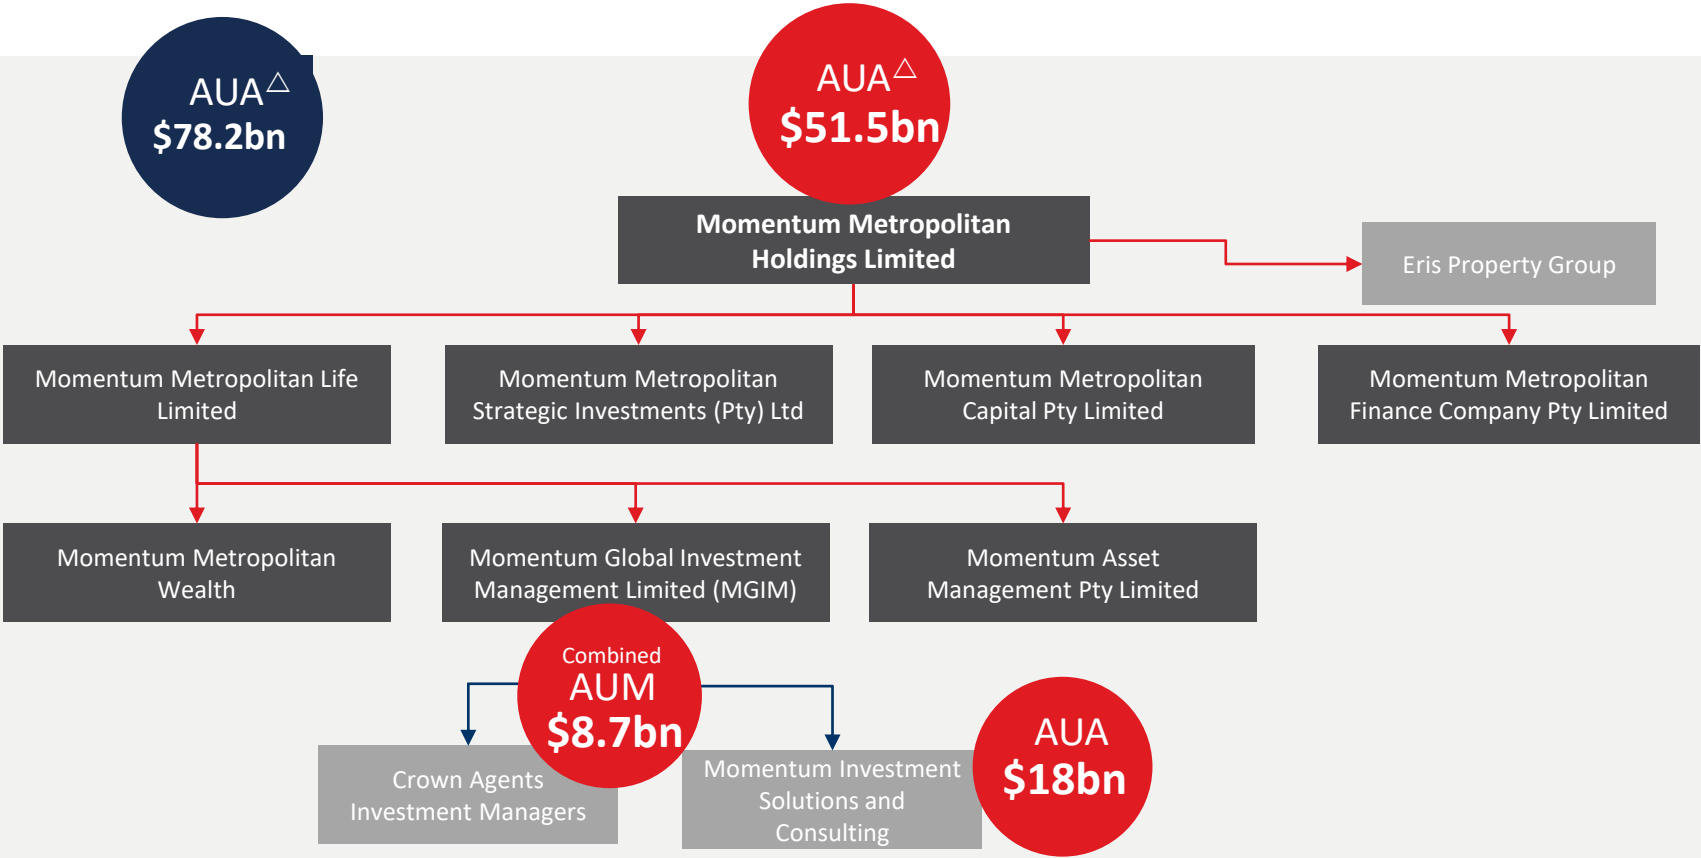 AUA△
$78.2bn
AUA△
$51.5bn
Momentum Metropolitan
Holdings Limited
Eris Property Group
Momentum Metropolitan Life
Limited
Momentum Metropolitan
Strategic Investments (Pty) Ltd
Momentum Metropolitan
Capital Pty Limited
Momentum Metropolitan
Finance Company Pty Limited
Momentum Metropolitan
Wealth
Momentum Global Investment
Management Limited (MGIM)
Momentum Asset
Management Pty Limited
Combined
AUM
$8.7bn
Crown Agents
Investment Managers
Momentum Investment
Solutions and
Consulting
AUA
$18bn